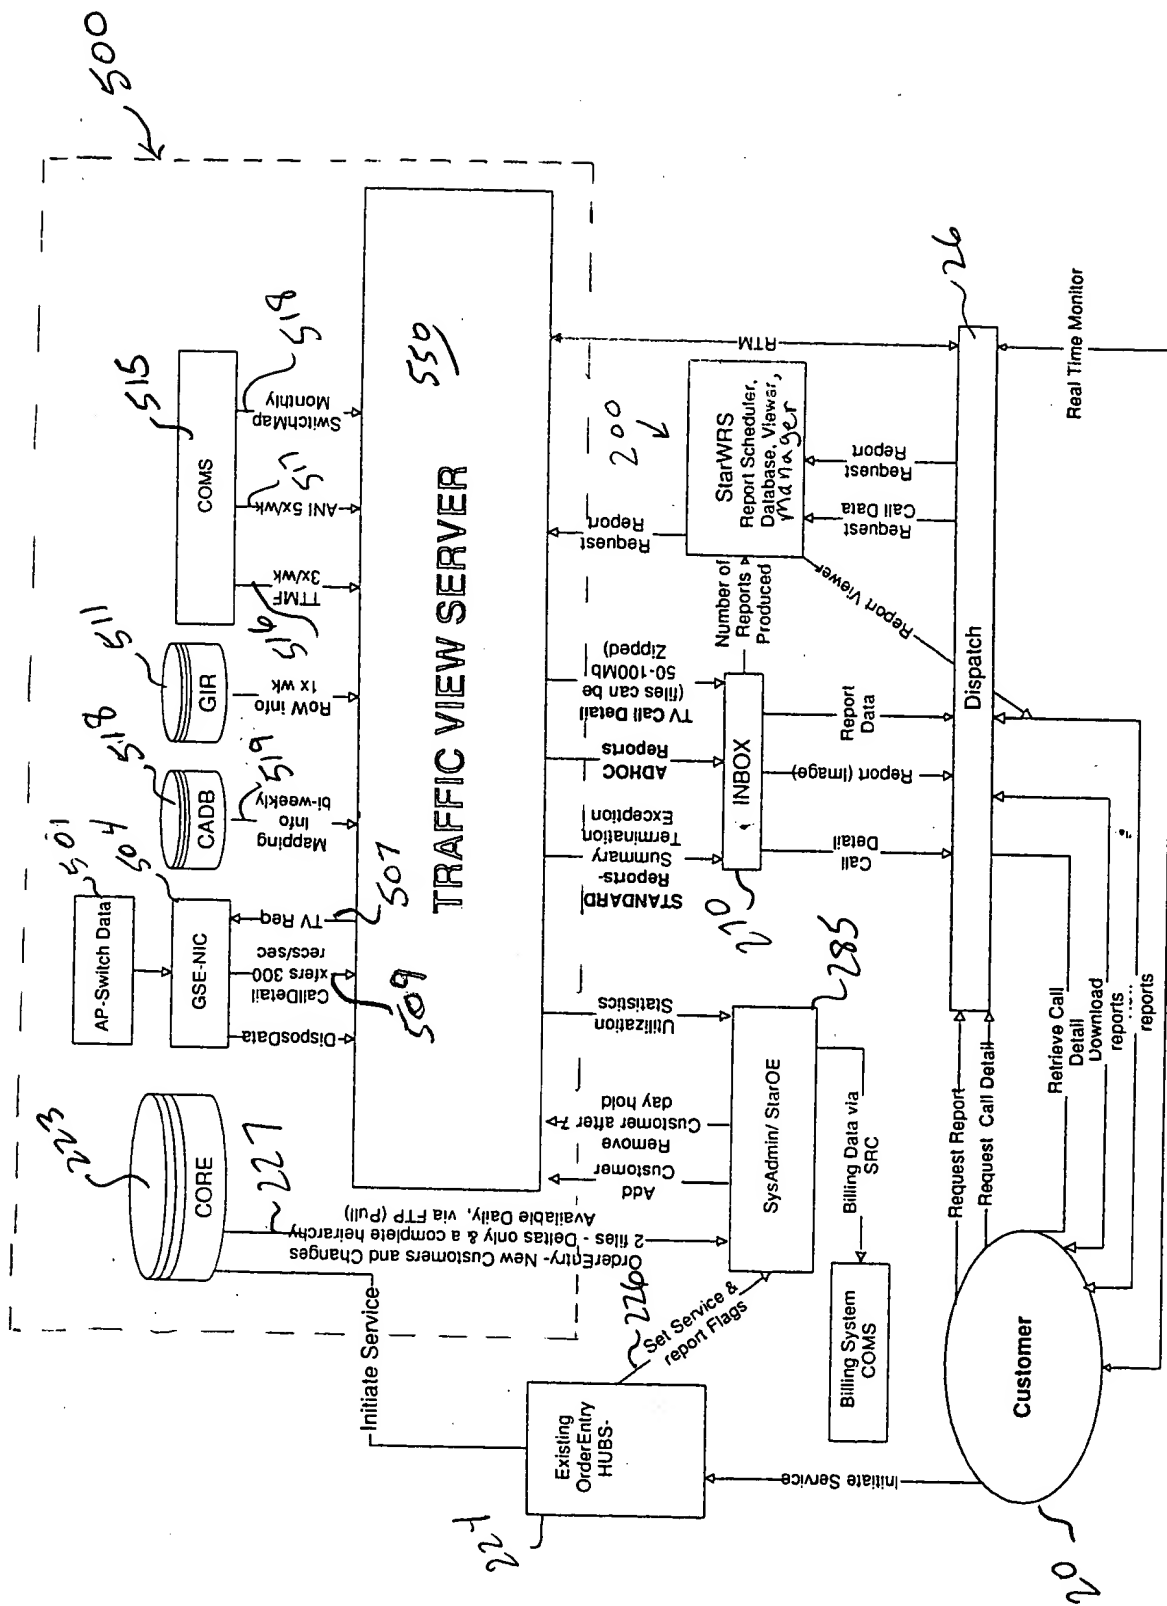 500
501
AP-Switch Data
504
GSE-NIC
DisposData
CallDetail
xfers 300
recs/sec
509
TV Req
507
223
CORE
227
OrderEntry- New Customers and Changes
2 files - Deltas only & a complete heirarchy
Available Daily, via FTP (Pull)
518
CADB
519
Mapping
Info
bi-weekly
511
GIR
RoW info
1x wk
515
COMS
516
TTMF
3x/wk
517
ANI 5x/wk
518
SwitchMap
Monthly
TRAFFIC VIEW SERVER
550
Initiate Service
Existing
OrderEntry
HUBS-
224
2260
Set Service &
report Flags
Add
Customer
Remove
Customer after 7-
day hold
Utilization
Statistics
SysAdmin/ StarOE
285
Billing Data via
SRC
Billing System
COMS
STANDARD
Reports-
Summary
Termination
Exception
ADHOC
Reports
TV Call Detail
(files can be
50-100Mb
Zipped)
INBOX
270
Number of
Reports
Produced
Report
Request
200
StarWRS
Report Scheduler,
Database, Viewer,
manager
RTM
Call
Detail
Report (Image)
Report
Data
Report Viewer
Request
Call Data
Request
Report
Dispatch
26
Real Time Monitor
Initiate Service
Customer
20
Request Report
Request Call Detail
Retrieve Call
Detail
Download
reports
reports